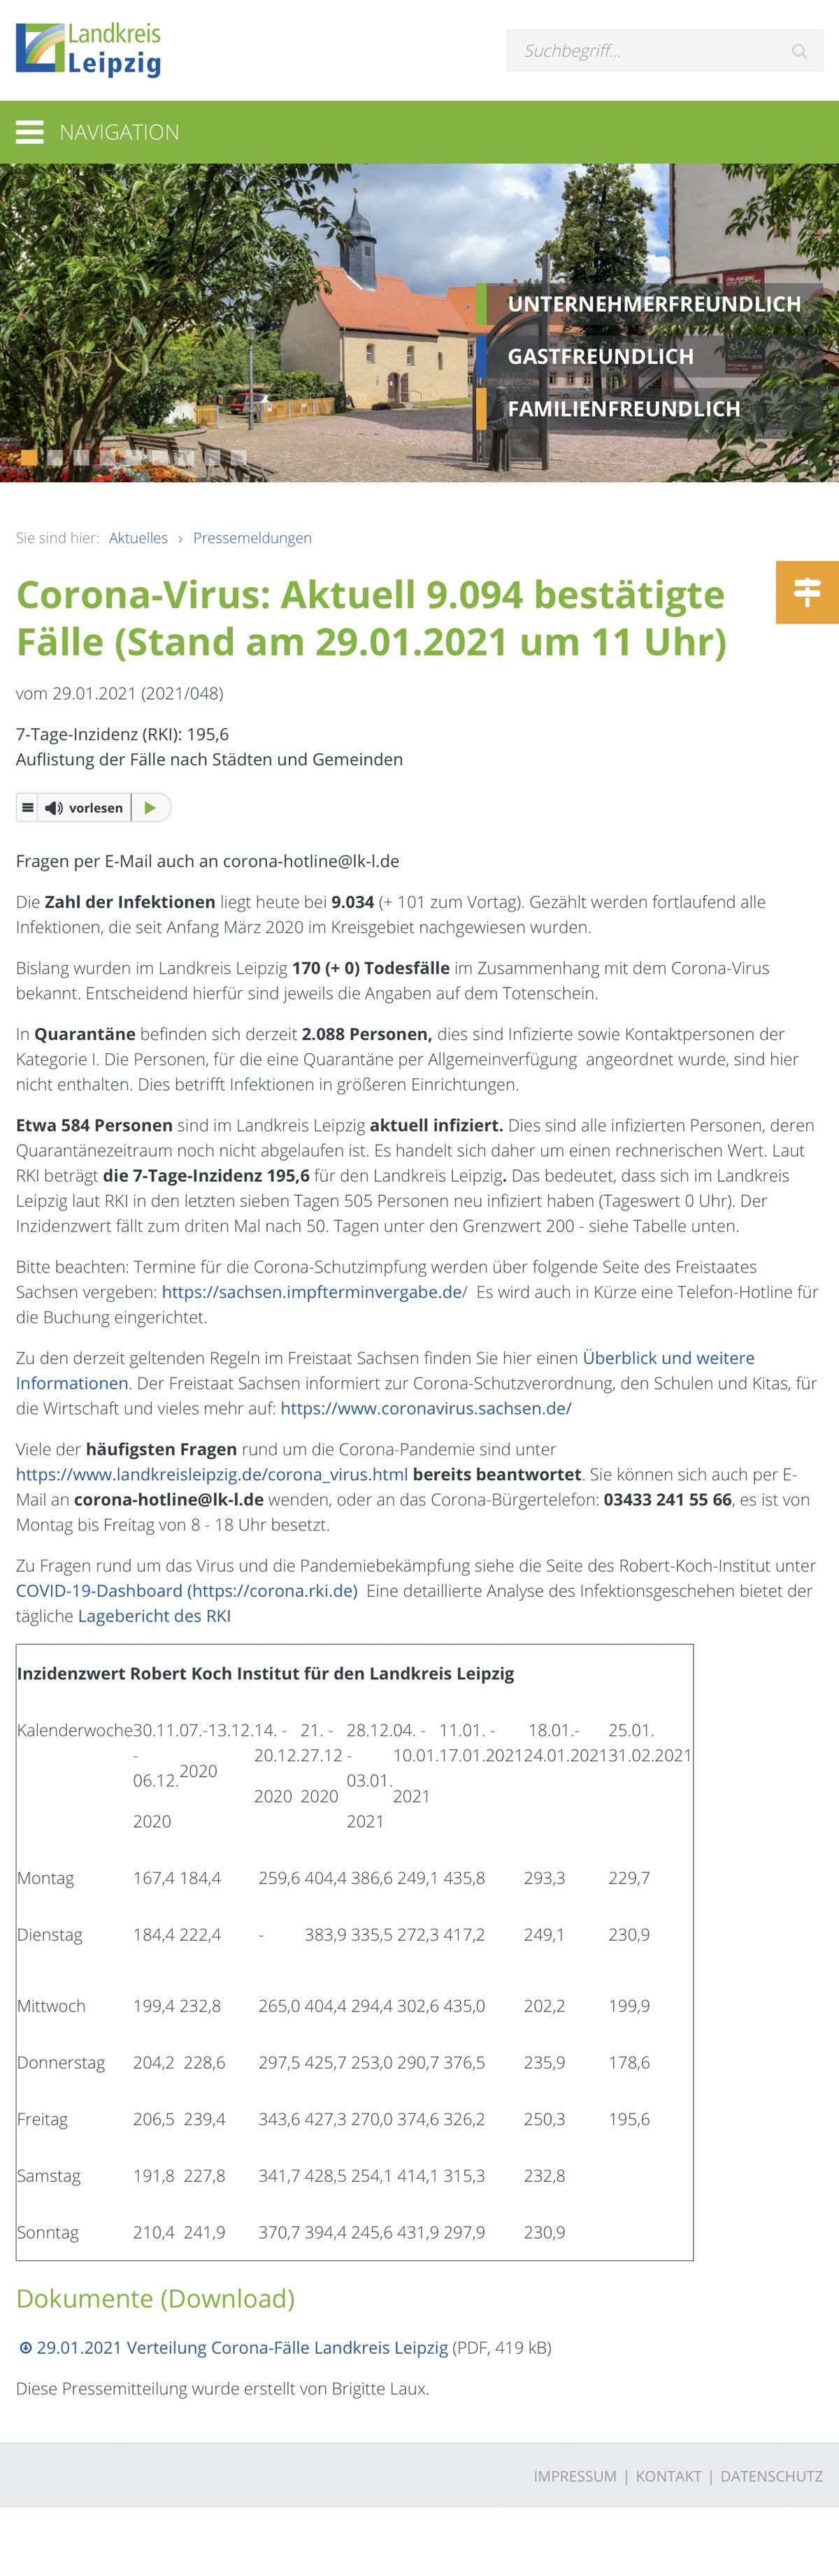 Landkreis
Leipzig
Suchbegriff...
NAVIGATION
UNTERNEHMERFREUNDLICH
GASTFREUNDLICH
FAMILIENFREUNDLICH
Sie sind hier: Aktuelles › Pressemeldungen
Corona-Virus: Aktuell 9.094 bestätigte
Fälle (Stand am 29.01.2021 um 11 Uhr)
vom 29.01.2021 (2021/048)
7-Tage-Inzidenz (RKI): 195,6
Auflistung der Fälle nach Städten und Gemeinden
vorlesen
Fragen per E-Mail auch an corona-hotline@lk-l.de
Die Zahl der Infektionen liegt heute bei 9.034 (+ 101 zum Vortag). Gezählt werden fortlaufend alle
Infektionen, die seit Anfang März 2020 im Kreisgebiet nachgewiesen wurden.
Bislang wurden im Landkreis Leipzig 170 (+ 0) Todesfälle im Zusammenhang mit dem Corona-Virus
bekannt. Entscheidend hierfür sind jeweils die Angaben auf dem Totenschein.
In Quarantäne befinden sich derzeit 2.088 Personen, dies sind Infizierte sowie Kontaktpersonen der
Kategorie I. Die Personen, für die eine Quarantäne per Allgemeinverfügung angeordnet wurde, sind hier
nicht enthalten. Dies betrifft Infektionen in größeren Einrichtungen.
Etwa 584 Personen sind im Landkreis Leipzig aktuell infiziert. Dies sind alle infizierten Personen, deren
Quarantänezeitraum noch nicht abgelaufen ist. Es handelt sich daher um einen rechnerischen Wert. Laut
RKI beträgt die 7-Tage-Inzidenz 195,6 für den Landkreis Leipzig. Das bedeutet, dass sich im Landkreis
Leipzig laut RKI in den letzten sieben Tagen 505 Personen neu infiziert haben (Tageswert 0 Uhr). Der
Inzidenzwert fällt zum driten Mal nach 50. Tagen unter den Grenzwert 200 - siehe Tabelle unten.
Bitte beachten: Termine für die Corona-Schutzimpfung werden über folgende Seite des Freistaates
Sachsen vergeben: https://sachsen.impfterminvergabe.de/ Es wird auch in Kürze eine Telefon-Hotline für
die Buchung eingerichtet.
Zu den derzeit geltenden Regeln im Freistaat Sachsen finden Sie hier einen Überblick und weitere
Informationen. Der Freistaat Sachsen informiert zur Corona-Schutzverordnung, den Schulen und Kitas, für
die Wirtschaft und vieles mehr auf: https://www.coronavirus.sachsen.de/
Viele der häufigsten Fragen rund um die Corona-Pandemie sind unter
https://www.landkreisleipzig.de/corona_virus.html bereits beantwortet. Sie können sich auch per E-
Mail an corona-hotline@lk-l.de wenden, oder an das Corona-Bürgertelefon: 03433 241 55 66, es ist von
Montag bis Freitag von 8 - 18 Uhr besetzt.
Zu Fragen rund um das Virus und die Pandemiebekämpfung siehe die Seite des Robert-Koch-Institut unter
COVID-19-Dashboard (https://corona.rki.de) Eine detaillierte Analyse des Infektionsgeschehen bietet der
tägliche Lagebericht des RKI
Inzidenzwert Robert Koch Institut für den Landkreis Leipzig
Kalenderwoche 30.11. 07.-13.12. 14. - 21. - 28.12. 04. - 11.01. - 18.01.- 25.01.
- 20.12. 27.12 - 10.01. 17.01.2021 24.01.2021 31.02.2021
06.12. 2020 03.01.
2020 2020 2021
2020 2021
Montag 167,4 184,4 259,6 404,4 386,6 249,1 435,8 293,3 229,7
Dienstag 184,4 222,4 - 383,9 335,5 272,3 417,2 249,1 230,9
Mittwoch 199,4 232,8 265,0 404,4 294,4 302,6 435,0 202,2 199,9
Donnerstag 204,2 228,6 297,5 425,7 253,0 290,7 376,5 235,9 178,6
Freitag 206,5 239,4 343,6 427,3 270,0 374,6 326,2 250,3 195,6
Samstag 191,8 227,8 341,7 428,5 254,1 414,1 315,3 232,8
Sonntag 210,4 241,9 370,7 394,4 245,6 431,9 297,9 230,9
Dokumente (Download)
29.01.2021 Verteilung Corona-Fälle Landkreis Leipzig (PDF, 419 kB)
Diese Pressemitteilung wurde erstellt von Brigitte Laux.
IMPRESSUM | KONTAKT | DATENSCHUTZ